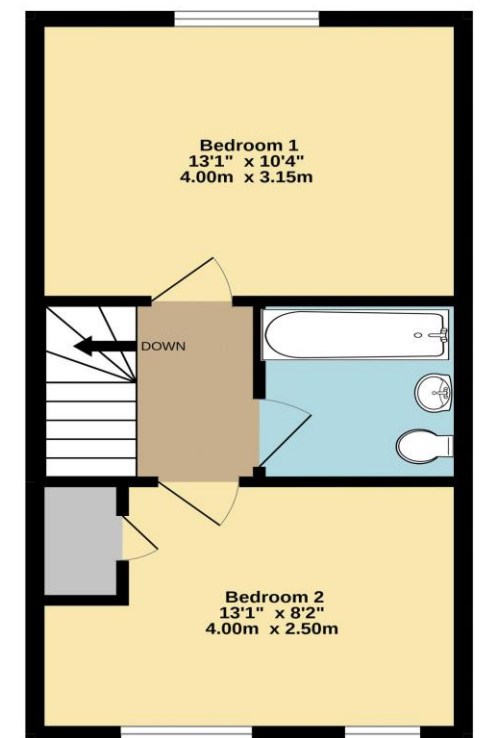 Bedroom 1
13'1" x 10'4"
4.00m x 3.15m
DOWN
Bedroom 2
13'1" x 8'2"
4.00m x 2.50m